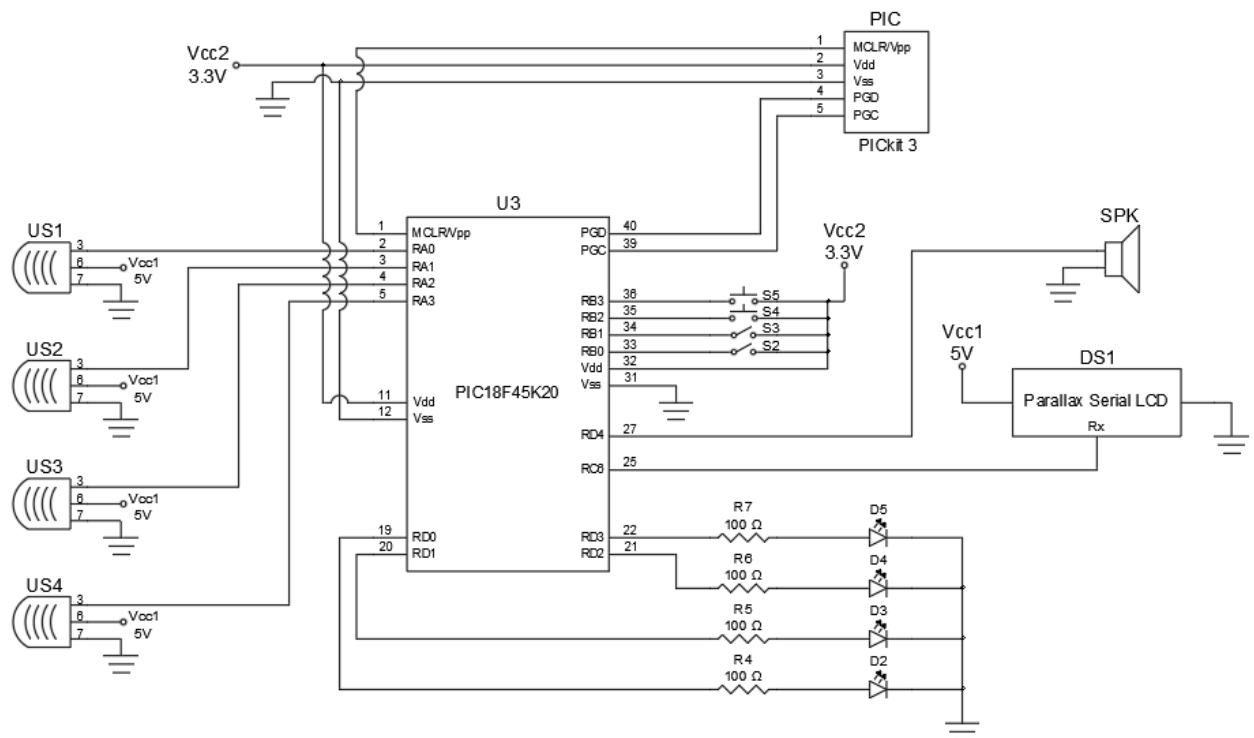 PIC
Vcc2
3.3V
1 MCLR/Vpp
2 Vdd
3 Vss
4 PGD
5 PGC
PICkit 3
U3
1 MCLR/Vpp
2 RA0
3 RA1
4 RA2
5 RA3
11 Vdd
12 Vss
19 RD0
20 RD1
PIC18F45K20
PGD 40
PGC 39
RB3 36
RB2 35
RB1 34
RB0 33
Vdd 32
Vss 31
RD4 27
RC6 25
RD3 22
RD2 21
S5
S4
S3
S2
Vcc2
3.3V
SPK
Vcc1
5V
DS1
Parallax Serial LCD
Rx
US1
3
6 Vcc1
7 5V
US2
3
6 Vcc1
7 5V
US3
3
6 Vcc1
7 5V
US4
3
6 Vcc1
7 5V
R7 D5
100 Ω
R6 D4
100 Ω
R5 D3
100 Ω
R4 D2
100 Ω